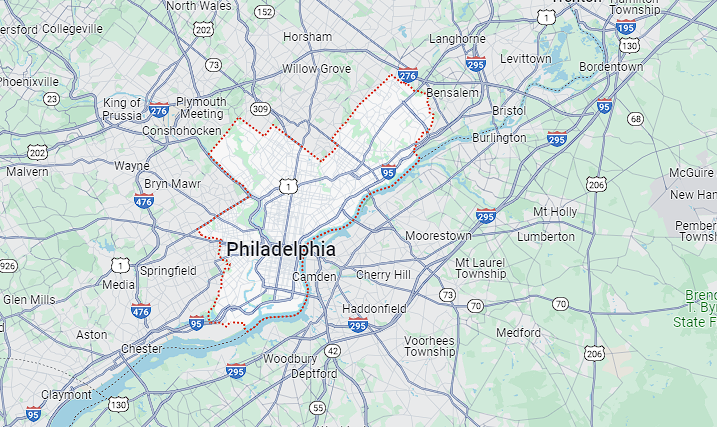 North Wales
152
Hamilton
Township
1
195
ersford
Collegeville
202
Horsham
Langhorne
130
73
Willow Grove
295
Levittown
276
Bordentown
Phoenixville
23
King of
Prussia
276
Plymouth
Meeting
309
Bensalem
95
Bristol
68
Conshohocken
Burlington
295
202
Malvern
Wayne
95
McGuire
Bryn Mawr
1
206
New Han
476
295
Mt Holly
Pember
Townsh
Moorestown
Lumberton
Philadelphia
926
1
Springfield
Camden
Cherry Hill
Mt Laurel
Township
Media
Glen Mills
73
70
70
Bren
T. By
State F
476
95
Haddonfield
295
Aston
Medford
Chester
Voorhees
Township
42
206
Woodbury
295
Deptford
Claymont
130
55
95